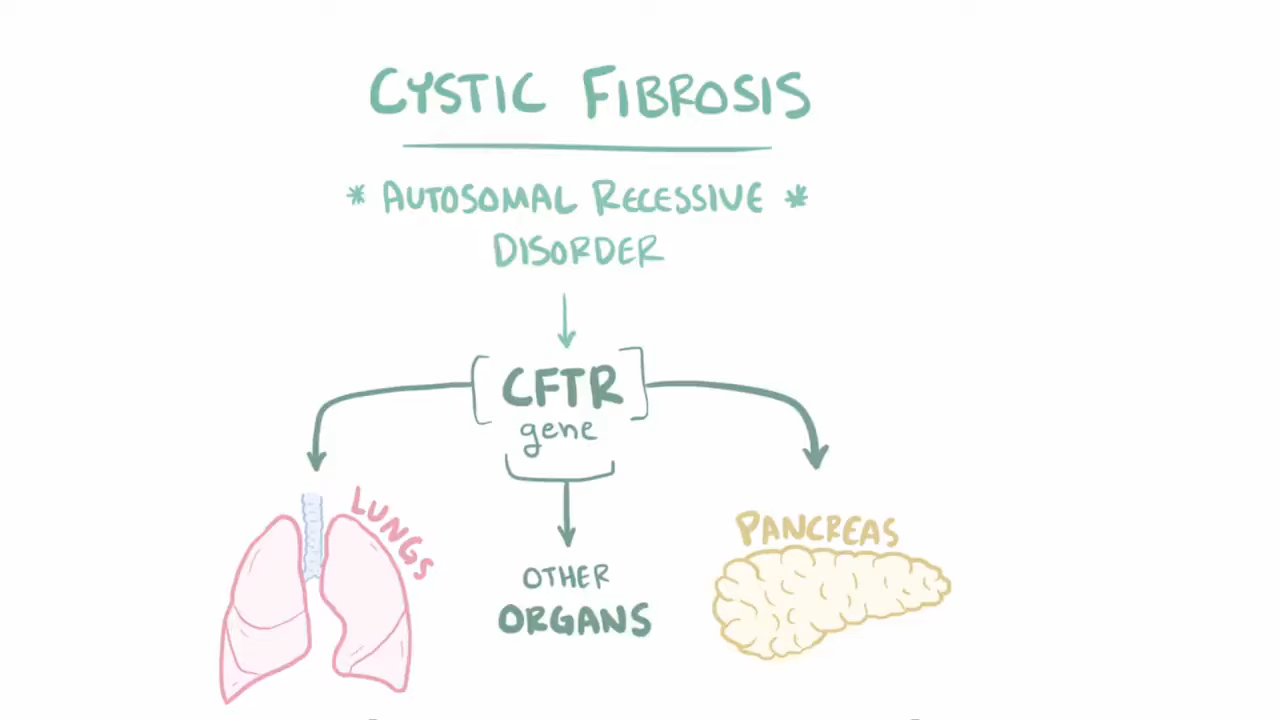 CYSTIC FIBROSIS
* AUTOSOMAL RECESSIVE *
DISORDER
[CFTR]
gene
LUNGS
OTHER
ORGANS
PANCREAS